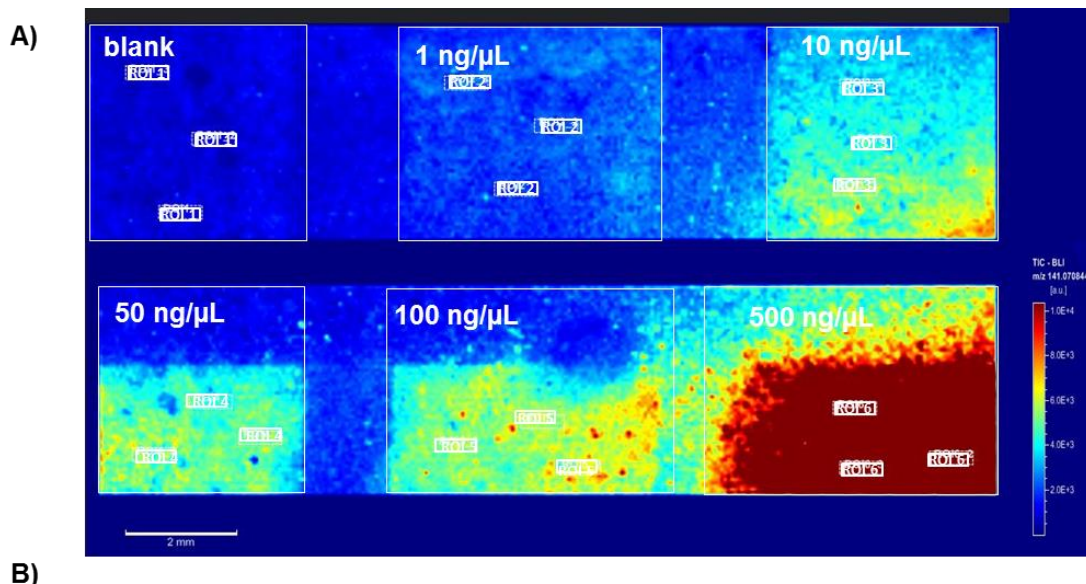 A)
blank
1 ng/µL
10 ng/µL
ROI 1
ROI 2
ROI 3
ROI 2
ROI 1
ROI 3
ROI 3
ROI 2
ROI 1
TIC - BLI
m/z 141.070844
[a.u.]
1.0E+4
8.0E+3
6.0E+3
4.0E+3
2.0E+3
50 ng/µL
100 ng/µL
500 ng/µL
ROI 4
ROI 6
ROI 5
ROI 4
ROI 5
ROI 4
ROI 6
ROI 6
2 mm
B)